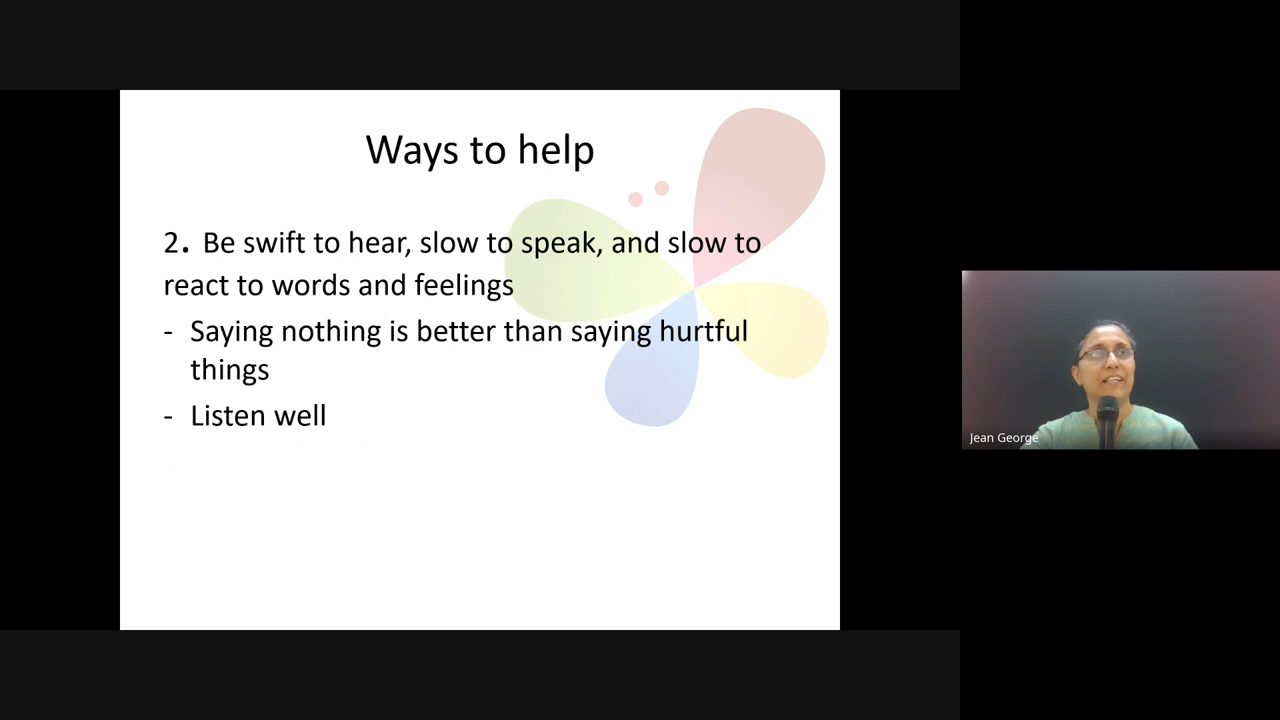 Ways to help
2. Be swift to hear, slow to speak, and slow to
react to words and feelings
- Saying nothing is better than saying hurtful
things
- Listen well
Jean George